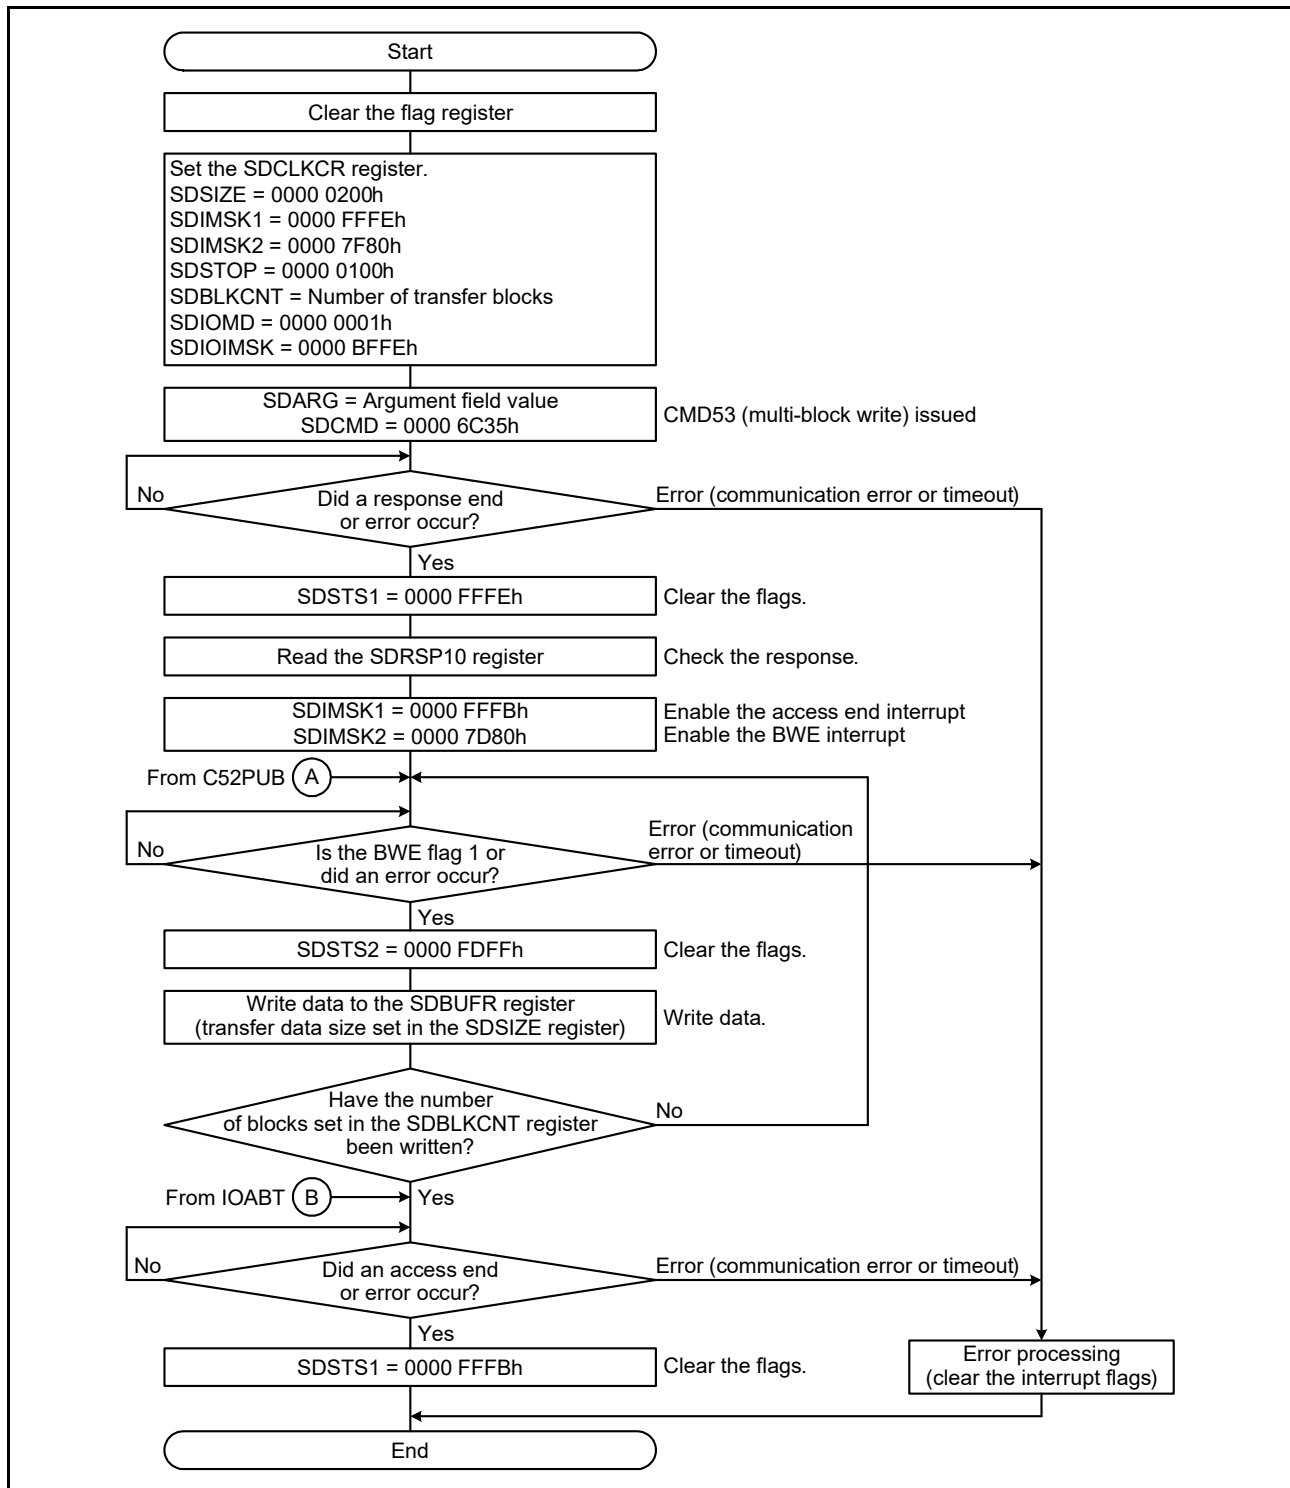 Start
Clear the flag register
Set the SDCLKCR register.
SDSIZE = 0000 0200h
SDIMSK1 = 0000 FFFEh
SDIMSK2 = 0000 7F80h
SDSTOP = 0000 0100h
SDBLKCNT = Number of transfer blocks
SDIOMD = 0000 0001h
SDIOIMSK = 0000 BFFEh
SDARG = Argument field value
SDCMD = 0000 6C35h
CMD53 (multi-block write) issued
No
Did a response end
or error occur?
Error (communication error or timeout)
Yes
SDSTS1 = 0000 FFFEh
Clear the flags.
Read the SDRSP10 register
Check the response.
SDIMSK1 = 0000 FFFBh
SDIMSK2 = 0000 7D80h
Enable the access end interrupt
Enable the BWE interrupt
From C52PUB
A
No
Is the BWE flag 1 or
did an error occur?
Error (communication
error or timeout)
Yes
SDSTS2 = 0000 FDFFh
Clear the flags.
Write data to the SDBUFR register
(transfer data size set in the SDSIZE register)
Write data.
Have the number
of blocks set in the SDBLKCNT register
been written?
No
From IOABT
B
Yes
No
Did an access end
or error occur?
Error (communication error or timeout)
Yes
SDSTS1 = 0000 FFFBh
Clear the flags.
Error processing
(clear the interrupt flags)
End